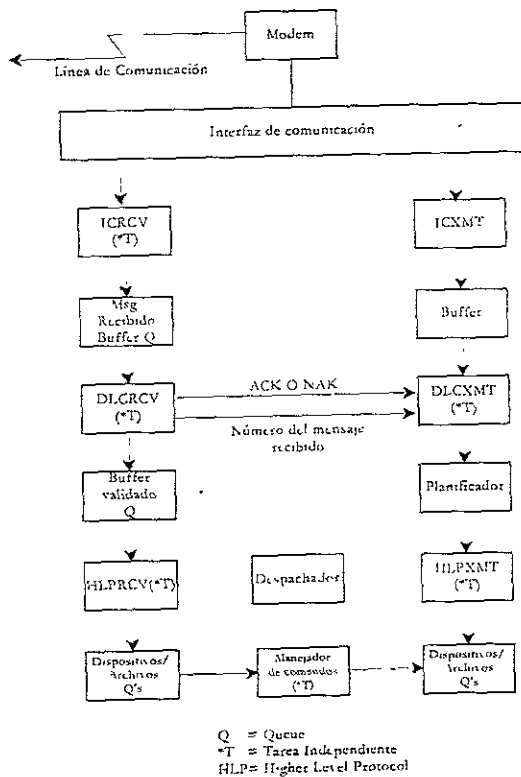 Modem
Línea de Comunicación
Interfaz de comunicación
ICRCV
(*T)
ICXMT
Msg
Recibido
Buffer Q
Buffer
DLCRCV
(*T)
ACK O NAK
Número del mensaje
recibido
DLCXMT
(*T)
Buffer
validado
Q
Planificador
HLPRCV(*T)
Despachador
HLPXMT
(*T)
Dispositivos/
Archivos
Q's
Manejador
de comandos
(*T)
Dispositivos/
Archivos
Q's
Q = Queue
*T = Tarea Independiente
HLP= Higher Level Protocol